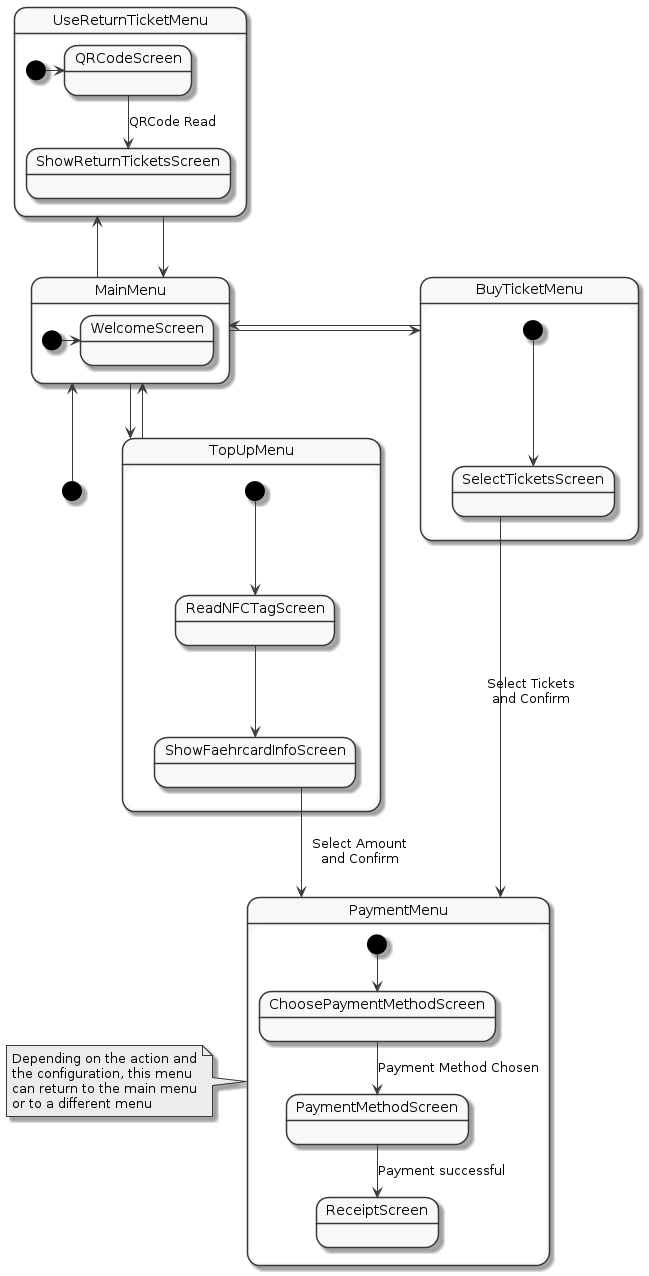 UseReturnTicketMenu
QRCodeScreen
QRCode Read
ShowReturnTicketsScreen
MainMenu
WelcomeScreen
BuyTicketMenu
SelectTicketsScreen
TopUpMenu
ReadNFCTagScreen
ShowFaehrcardInfoScreen
Select Tickets
and Confirm
Select Amount
and Confirm
PaymentMenu
ChoosePaymentMethodScreen
Payment Method Chosen
PaymentMethodScreen
Payment successful
ReceiptScreen
Depending on the action and
the configuration, this menu
can return to the main menu
or to a different menu